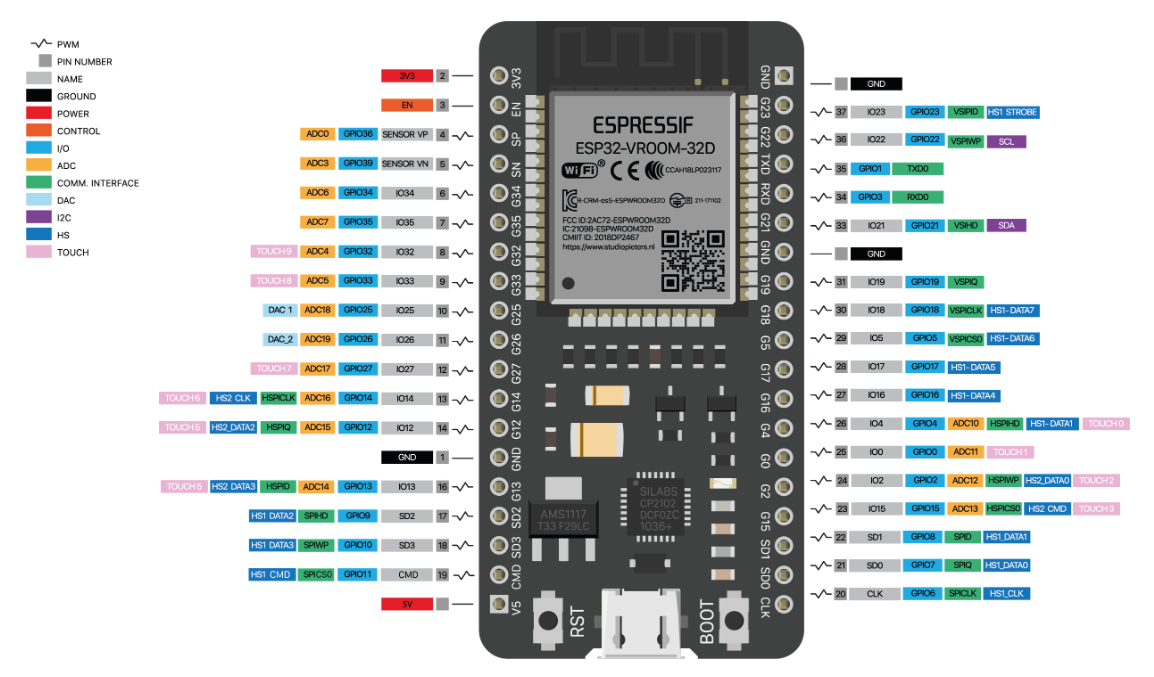 PWM
PIN NUMBER
NAME
GROUND
POWER
CONTROL
I/O
ADC
COMM. INTERFACE
DAC
I2C
HS
TOUCH
3V3 2
EN 3
ADC0 GPIO36 SENSOR VP 4
ADC3 GPIO39 SENSOR VN 5
ADC6 GPIO34 IO34 6
ADC7 GPIO35 IO35 7
TOUCH 9 ADC4 GPIO32 IO32 8
TOUCH 8 ADC5 GPIO33 IO33 9
DAC 1 ADC18 GPIO25 IO25 10
DAC_2 ADC19 GPIO26 IO26 11
TOUCH 7 ADC17 GPIO27 IO27 12
TOUCH 6 HS2 CLK HSPICLK ADC16 GPIO14 IO14 13
TOUCH 5 HS2_DATA2 HSPIQ ADC15 GPIO12 IO12 14
GND 1
TOUCH 5 HS2 DATA3 HSPID ADC14 GPIO13 IO13 16
HS1 DATA2 SPIHD GPIO9 SD2 17
HS1 DATA3 SPIWP GPIO10 SD3 18
HS1 CMD SPICS0 GPIO11 CMD 19
5V
3V3
EN
SP
SN
G34
G35
G32
G33
G25
G26
G27
G14
G12
GND
G13
SD2
SD3
CMD
V5
ESPRESSIF
ESP32-VROOM-32D
WiFi® CE CCAH18LP023117
R-CRM-es5-ESPWROOM32D R 211-171102
FCC ID:2AC72-ESPWROOM32D
IC:21098-ESPWROOM32D
CMIIT ID: 2018DP2467
https://www.studiopieters.nl
AMS1117
T33 F29LC
SILABS
CP2102
DCF0ZC
1036+
RST
BOOT
GND
G23
G22
TXD
RXD
G21
GND
G19
G18
G5
G17
G16
G4
G0
G2
G15
SD1
SD0
CLK
GND
37 IO23 GPIO23 VSIPID HS1 STROBE
36 IO22 GPIO22 VSPIWP SCL
35 GPIO1 TXD0
34 GPIO3 RXD0
33 IO21 GPIO21 VSIHD SDA
GND
31 IO19 GPIO19 VSPIQ
30 IO18 GPIO18 VSPICLK HS1-DATA7
29 IO5 GPIO5 VSPICS0 HS1-DATA6
28 IO17 GPIO17 HS1-DATA5
27 IO16 GPIO16 HS1-DATA4
26 IO4 GPIO4 ADC10 HSPIHD HS1-DATA1 TOUCH 0
25 IO0 GPIO0 ADC11 TOUCH 1
24 IO2 GPIO2 ADC12 HSPIWP HS2_DATA0 TOUCH 2
23 IO15 GPIO15 ADC13 HSPICS0 HS2 CMD TOUCH 3
22 SD1 GPIO8 SPID HS1_DATA1
21 SD0 GPIO7 SPIQ HS1_DATA0
20 CLK GPIO6 SPICLK HS1_CLK